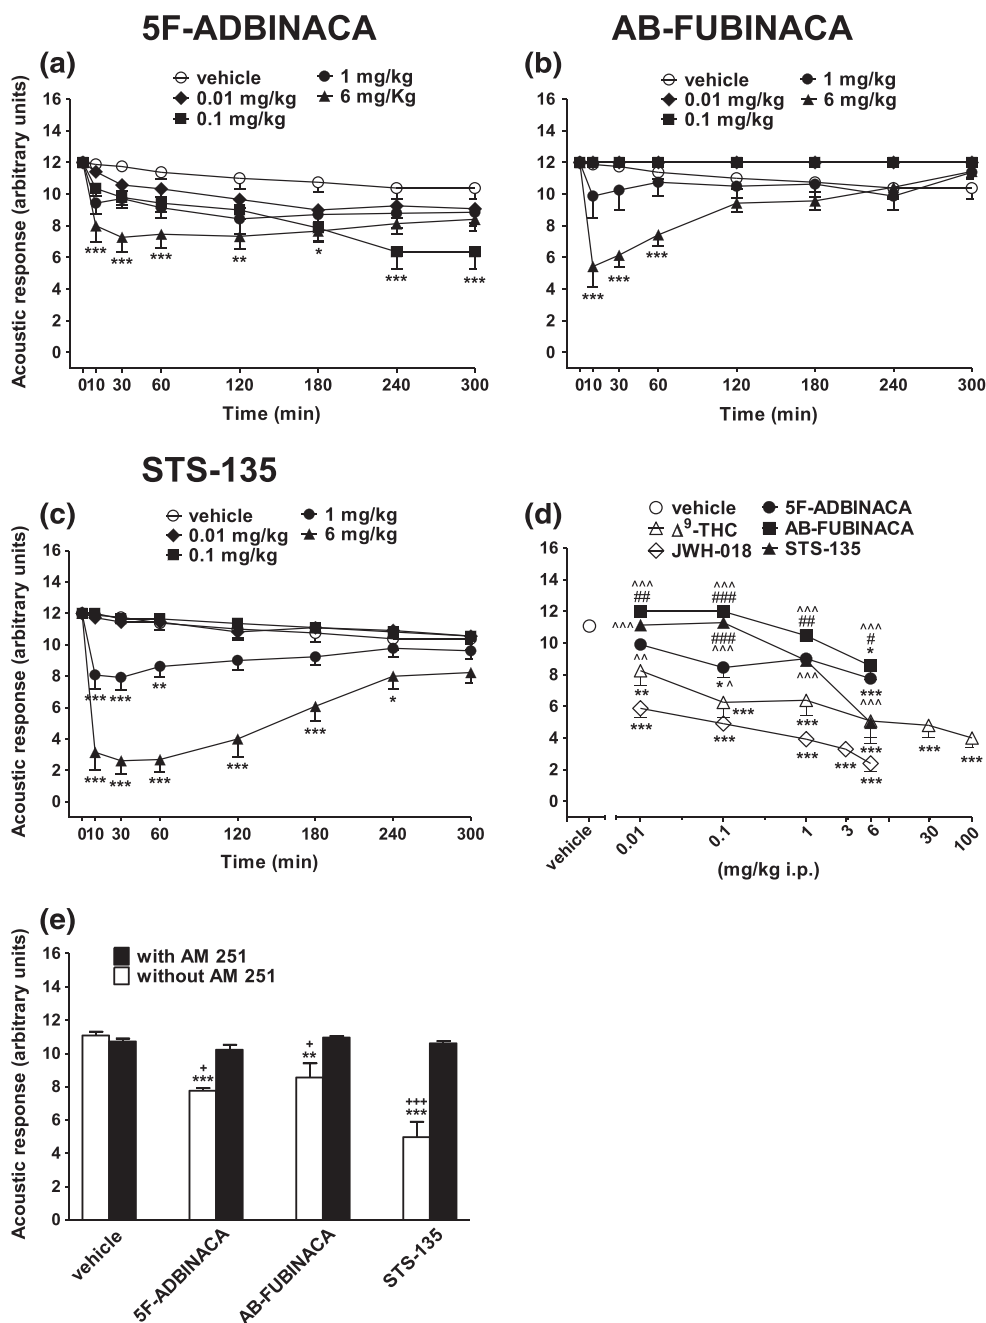 5F-ADBINACA
AB-FUBINACA
(a)
vehicle
0.01 mg/kg
0.1 mg/kg
1 mg/kg
6 mg/Kg
Acoustic response (arbitrary units)
16
14
12
10
8
6
4
2
0
*** *** *** ** * *** ***
0 10 30 60 120 180 240 300
Time (min)
(b)
vehicle
0.01 mg/kg
0.1 mg/kg
1 mg/kg
6 mg/kg
16
14
12
10
8
6
4
2
0
*** *** ***
0 10 30 60 120 180 240 300
Time (min)
STS-135
(c)
vehicle
0.01 mg/kg
0.1 mg/kg
1 mg/kg
6 mg/kg
Acoustic response (arbitrary units)
16
14
12
10
8
6
4
2
0
*** *** **
*** *** *** *** *** *
0 10 30 60 120 180 240 300
Time (min)
(d)
vehicle
Δ9-THC
JWH-018
5F-ADBINACA
AB-FUBINACA
STS-135
16
14
12
10
8
6
4
2
0
^^^ ^^^ ^^^ ^^^
## ### ## #
*
^^^ ###
^^ ^^^ ^^^ ***
** *^ ^^^
*** *** *** *** *** ***
*** *** *** *** ***
vehicle 0.01 0.1 1 3 6 30 100
(mg/kg i.p.)
(e)
with AM 251
without AM 251
Acoustic response (arbitrary units)
16
14
12
10
8
6
4
2
0
+
***
+
**
+++
***
vehicle
5F-ADBINACA
AB-FUBINACA
STS-135